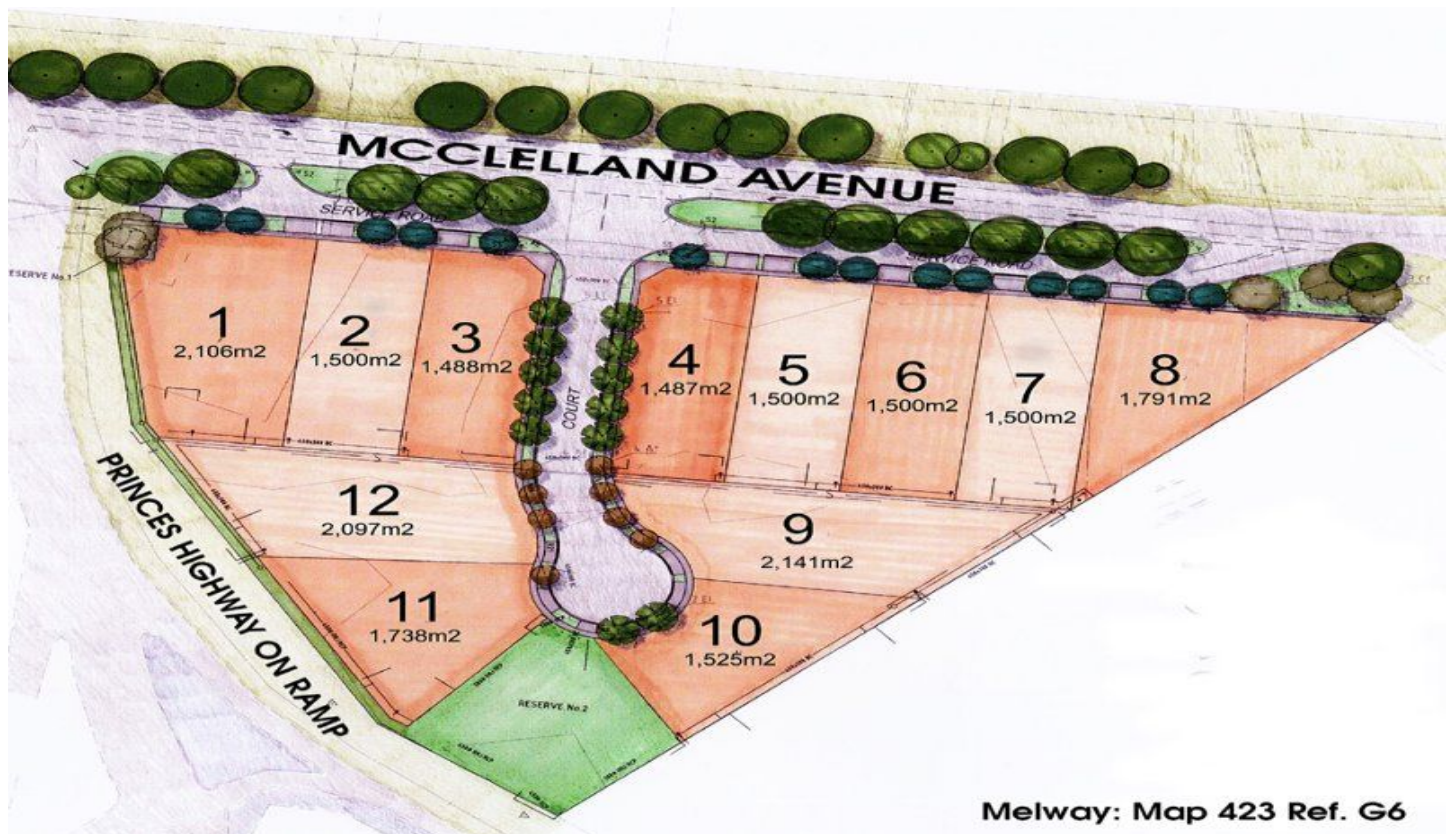 MCCLELLAND AVENUE
SERVICE ROAD
SERVICE ROAD
ESERVE No.1
1
2,106m2
2
1,500m2
3
1,488m2
COURT
4
1,487m2
5
1,500m2
6
1,500m2
7
1,500m2
8
1,791m2
12
2,097m2
9
2,141m2
11
1,738m2
10
1,525m2
RESERVE No.2
PRINCES HIGHWAY ON RAMP
Melway: Map 423 Ref. G6